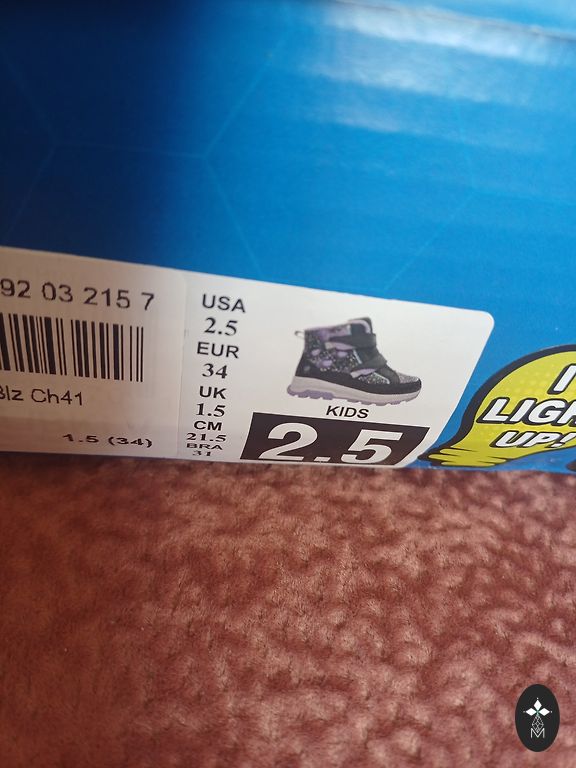 92 03 215 7
Blz Ch41
1.5 (34)
USA
2.5
EUR
34
UK
1.5
CM
21.5
BRA
31
KIDS
2.5
I
LIGH
UP!
M